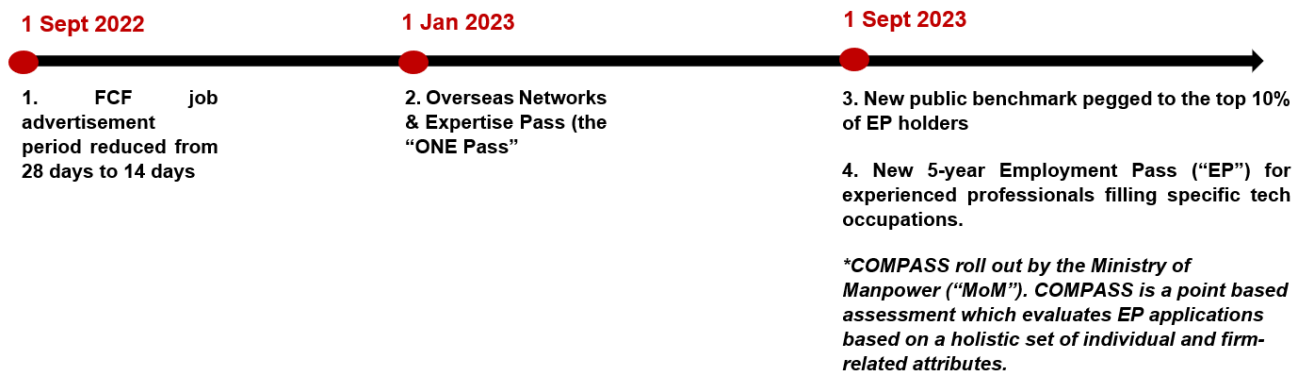 1 Sept 2022
1 Jan 2023
1 Sept 2023
1. FCF job
advertisement
period reduced from
28 days to 14 days
2. Overseas Networks
& Expertise Pass (the
“ONE Pass”
3. New public benchmark pegged to the top 10%
of EP holders
4. New 5-year Employment Pass (“EP”) for
experienced professionals filling specific tech
occupations.
*COMPASS roll out by the Ministry of
Manpower (“MoM”). COMPASS is a point based
assessment which evaluates EP applications
based on a holistic set of individual and firm-
related attributes.